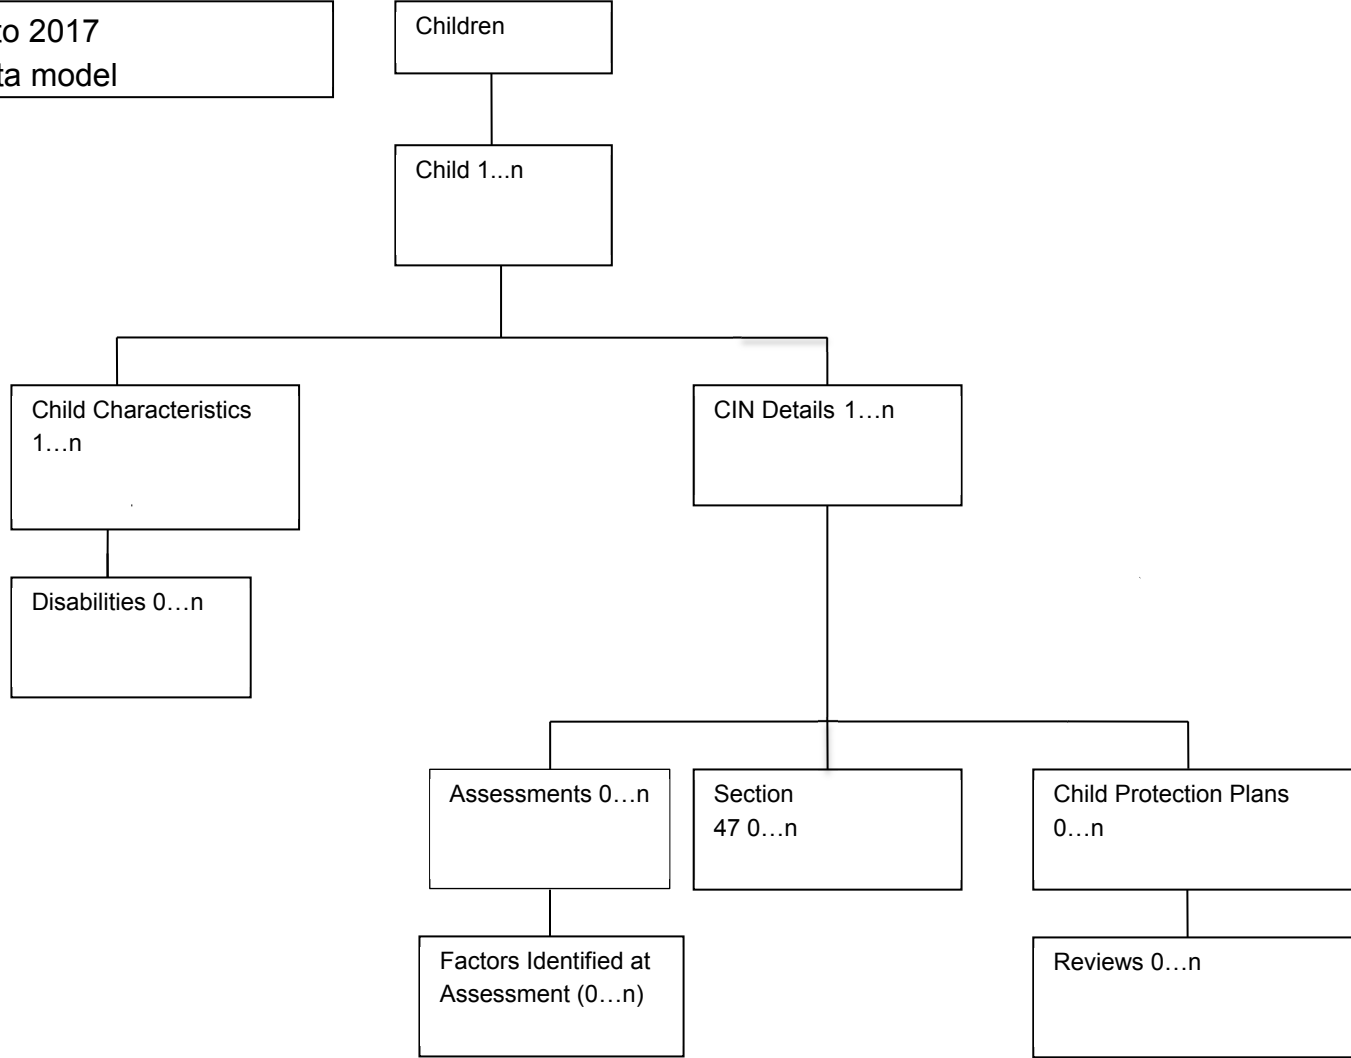 to 2017
ta model
Children
Child 1...n
Child Characteristics
1…n
CIN Details 1…n
Disabilities 0…n
Assessments 0…n
Section
47 0…n
Child Protection Plans
0…n
Factors Identified at
Assessment (0…n)
Reviews 0…n